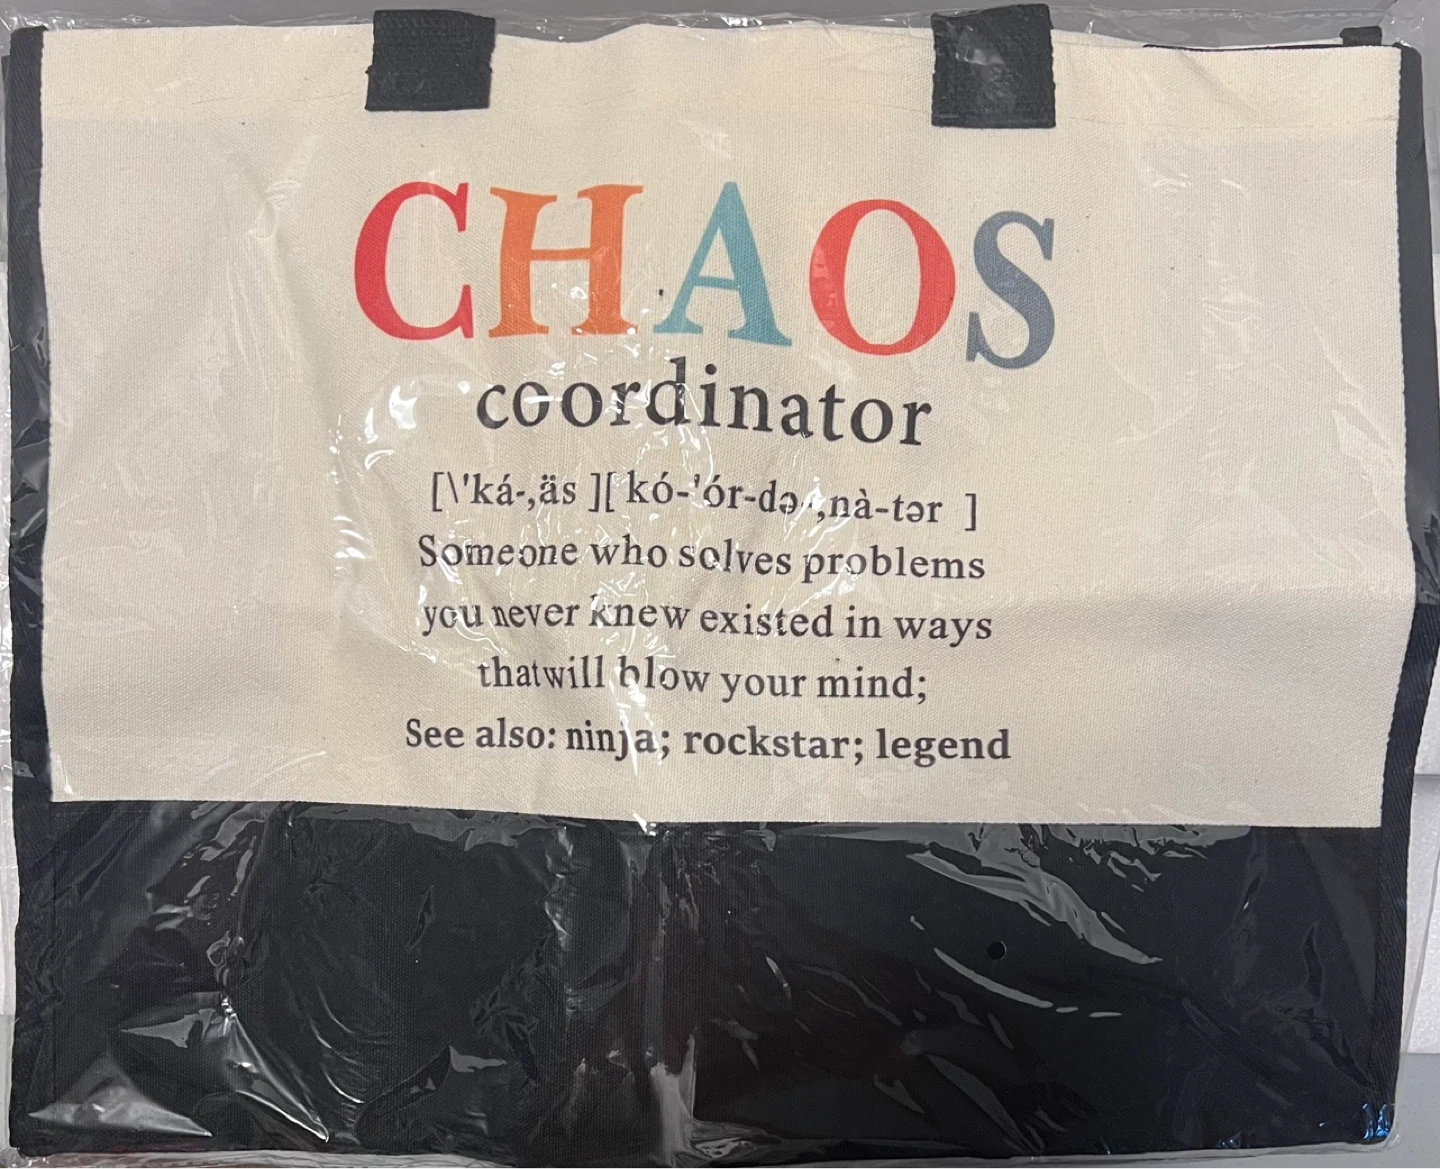 CHAOS
coordinator
[\'ká-,äs ][ kó-'ór-də-,nà-tər ]
Someone who solves problems
you never knew existed in ways
thatwill blow your mind;
See also: ninja; rockstar; legend